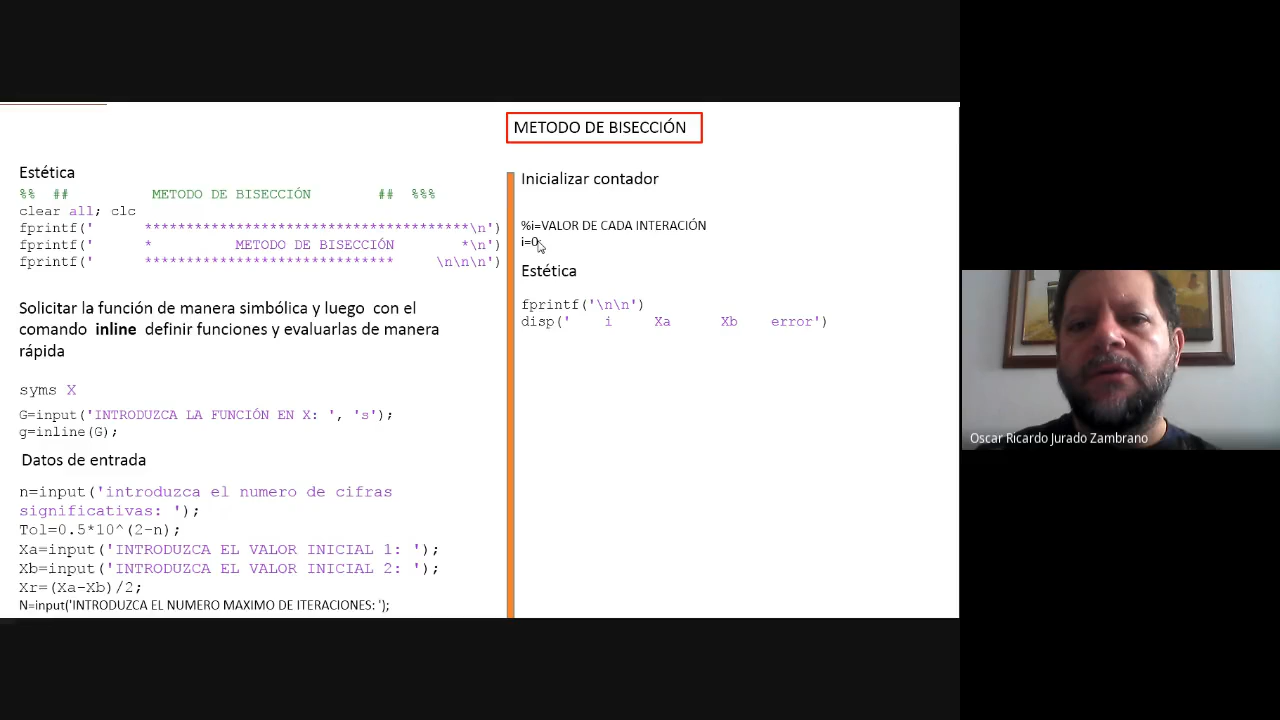 METODO DE BISECCIÓN
Estética
%% ## METODO DE BISECCIÓN ## %%%
clear all; clc
fprintf(' *************************************\n')
fprintf(' * METODO DE BISECCIÓN *\n')
fprintf(' **************************** \n\n\n')
Solicitar la función de manera simbólica y luego con el
comando inline definir funciones y evaluarlas de manera
rápida
syms X
G=input('INTRODUZCA LA FUNCIÓN EN X: ', 's');
g=inline(G);
Datos de entrada
n=input('introduzca el numero de cifras
significativas: ');
Tol=0.5*10^(2-n);
Xa=input('INTRODUZCA EL VALOR INICIAL 1: ');
Xb=input('INTRODUZCA EL VALOR INICIAL 2: ');
Xr=(Xa-Xb)/2;
N=input('INTRODUZCA EL NUMERO MAXIMO DE ITERACIONES: ');
Inicializar contador
%i=VALOR DE CADA INTERACIÓN
i=0;
Estética
fprintf('\n\n')
disp(' i Xa Xb error')
Oscar Ricardo Jurado Zambrano